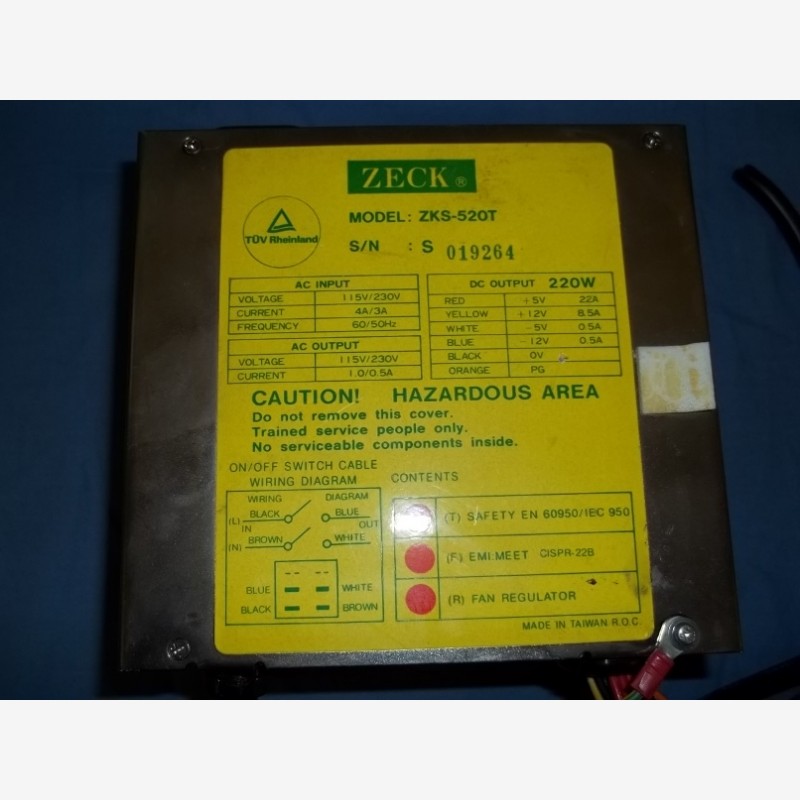 ZECK ®
MODEL: ZKS-520T
TÜV Rheinland
S/N : S 019264
AC INPUT
VOLTAGE 115V/230V
CURRENT 4A/3A
FREQUENCY 60/50Hz
AC OUTPUT
VOLTAGE 115V/230V
CURRENT 1.0/0.5A
DC OUTPUT 220W
RED +5V 22A
YELLOW +12V 8.5A
WHITE -5V 0.5A
BLUE -12V 0.5A
BLACK 0V
ORANGE PG
CAUTION! HAZARDOUS AREA
Do not remove this cover.
Trained service people only.
No serviceable components inside.
ON/OFF SWITCH CABLE
WIRING DIAGRAM
WIRING DIAGRAM
BLACK BLUE
(L) IN OUT
(N) BROWN WHITE
BLUE WHITE
BLACK BROWN
CONTENTS
(T) SAFETY EN 60950/IEC 950
(F) EMI MEET CISPR-22B
(R) FAN REGULATOR
MADE IN TAIWAN R.O.C.